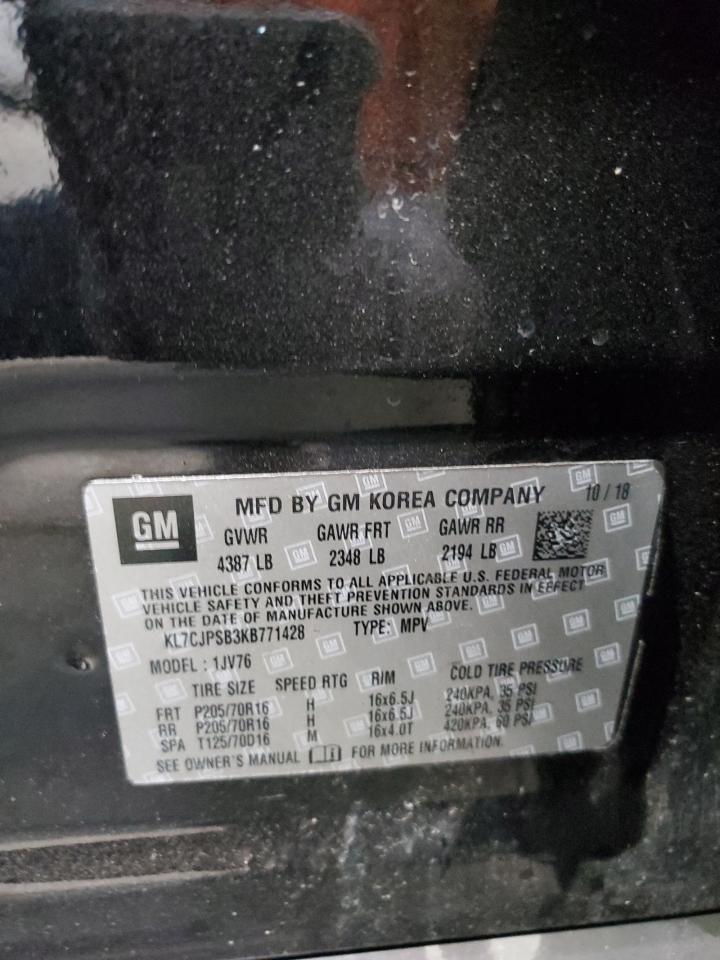 GM
MFD BY GM KOREA COMPANY 10 / 18
GVWR GAWR FRT GAWR RR
4387 LB 2348 LB 2194 LB
THIS VEHICLE CONFORMS TO ALL APPLICABLE U.S. FEDERAL MOTOR
VEHICLE SAFETY AND THEFT PREVENTION STANDARDS IN EFFECT
ON THE DATE OF MANUFACTURE SHOWN ABOVE.
KL7CJPSB3KB771428 TYPE: MPV
MODEL : 1JV76
TIRE SIZE SPEED RTG RIM COLD TIRE PRESSURE
FRT P205/70R16 H 16x6.5J 240KPA, 35 PSI
RR P205/70R16 H 16x6.5J 240KPA, 35 PSI
SPA T125/70D16 M 16x4.0T 420KPA, 60 PSI
SEE OWNER'S MANUAL FOR MORE INFORMATION.